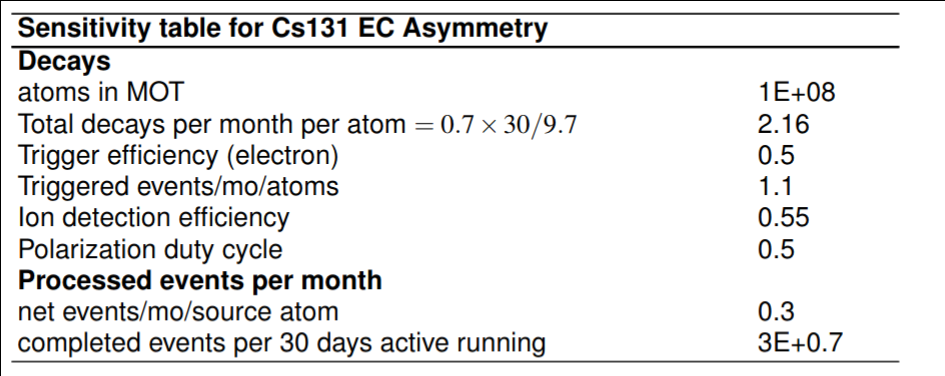 Sensitivity table for Cs131 EC Asymmetry
Decays
atoms in MOT 1E+08
Total decays per month per atom = 0.7 × 30/9.7 2.16
Trigger efficiency (electron) 0.5
Triggered events/mo/atoms 1.1
Ion detection efficiency 0.55
Polarization duty cycle 0.5
Processed events per month
net events/mo/source atom 0.3
completed events per 30 days active running 3E+0.7